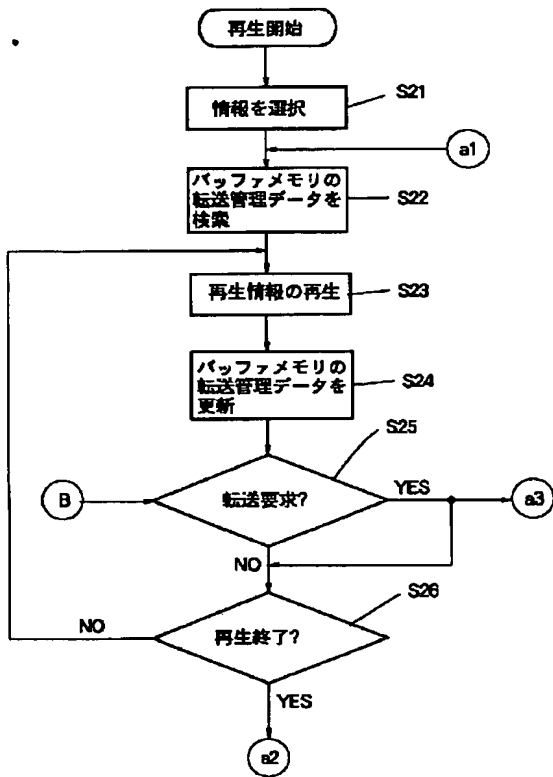 再生開始
情報を選択
S21
a1
バッファメモリの
転送管理データを
検索
S22
再生情報の再生
S23
バッファメモリの
転送管理データを
更新
S24
S25
B
転送要求?
YES
a3
NO
S26
NO
再生終了?
YES
a2